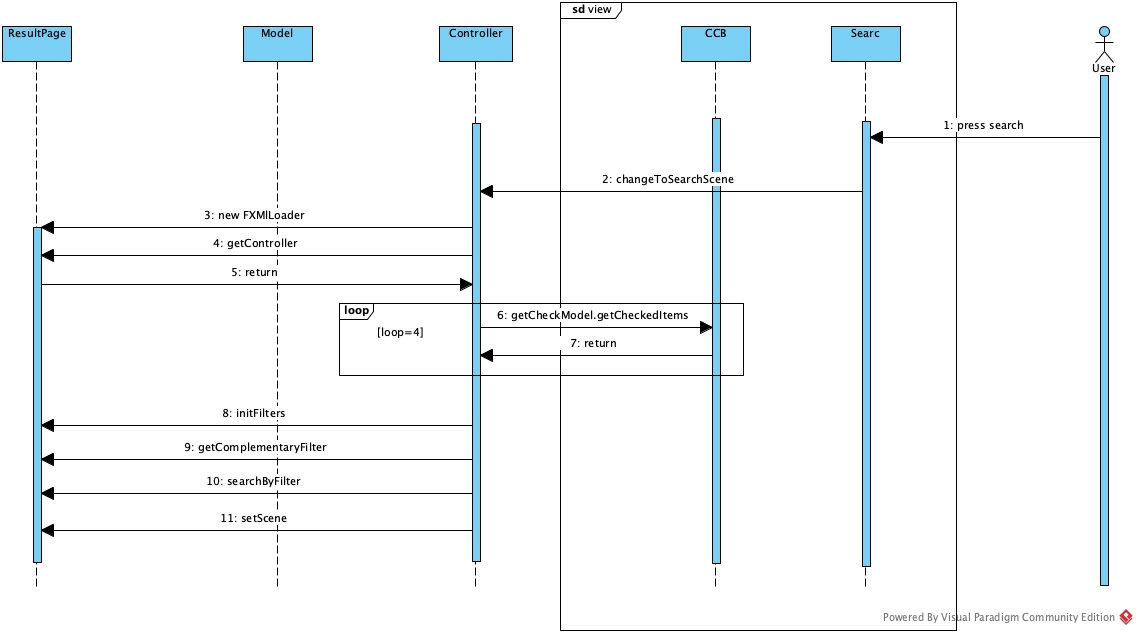 sd view
ResultPage
Model
Controller
CCB
Searc
User
1: press search
2: changeToSearchScene
3: new FXMlLoader
4: getController
5: return
loop
6: getCheckModel.getCheckedItems
[loop=4]
7: return
8: initFilters
9: getComplementaryFilter
10: searchByFilter
11: setScene
Powered By Visual Paradigm Community Edition